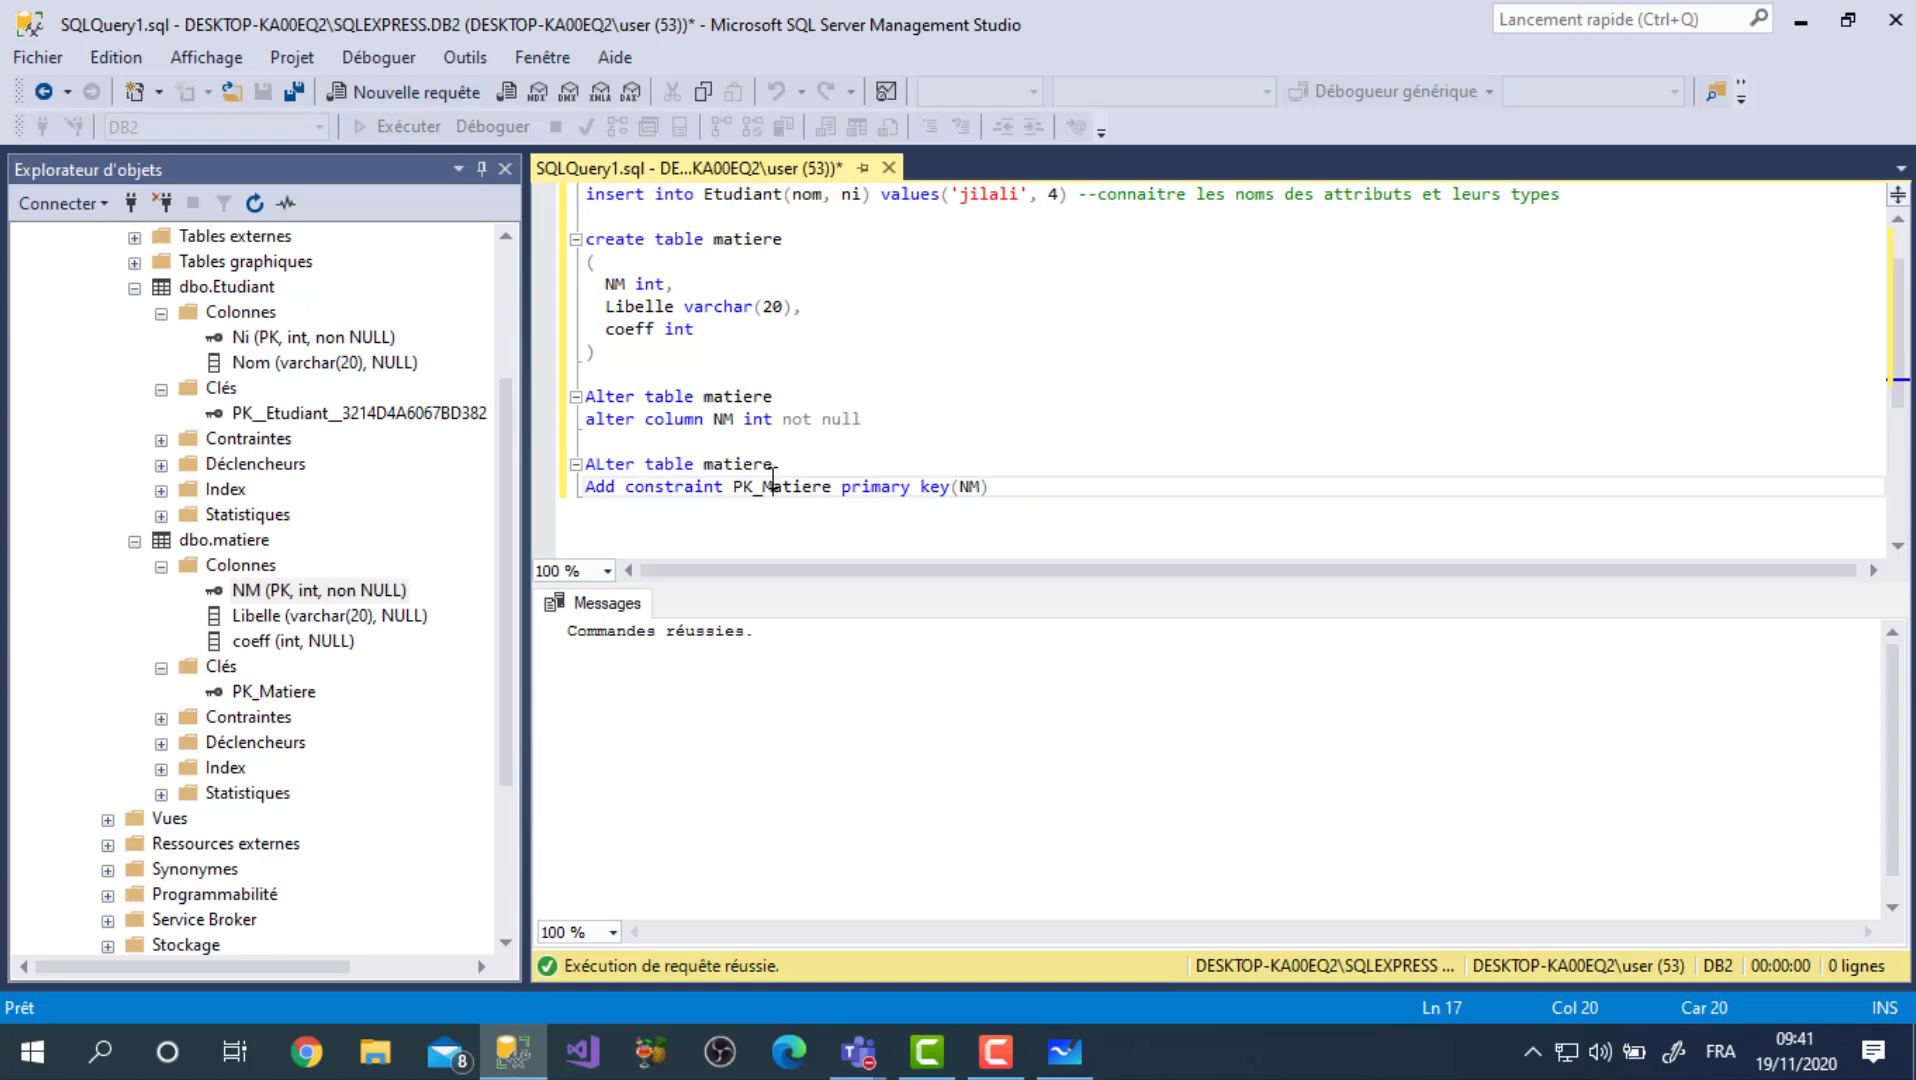 SQLQuery1.sql - DESKTOP-KA00EQ2\SQLEXPRESS.DB2 (DESKTOP-KA00EQ2\user (53))* - Microsoft SQL Server Management Studio
Lancement rapide (Ctrl+Q)
Fichier Edition Affichage Projet Déboguer Outils Fenêtre Aide
Nouvelle requête MDX DMX XMLA DAX Débogueur générique
DB2 Exécuter Déboguer
Explorateur d'objets
SQLQuery1.sql - DE...KA00EQ2\user (53))*
Connecter
Tables externes
Tables graphiques
dbo.Etudiant
Colonnes
Ni (PK, int, non NULL)
Nom (varchar(20), NULL)
Clés
PK__Etudiant__3214D4A6067BD382
Contraintes
Déclencheurs
Index
Statistiques
dbo.matiere
Colonnes
NM (PK, int, non NULL)
Libelle (varchar(20), NULL)
coeff (int, NULL)
Clés
PK_Matiere
Contraintes
Déclencheurs
Index
Statistiques
Vues
Ressources externes
Synonymes
Programmabilité
Service Broker
Stockage
insert into Etudiant(nom, ni) values('jilali', 4) --connaitre les noms des attributs et leurs types
create table matiere
(
NM int,
Libelle varchar(20),
coeff int
)
Alter table matiere
alter column NM int not null
ALter table matiere
Add constraint PK_Matiere primary key(NM)
100 %
Messages
Commandes réussies.
100 %
Exécution de requête réussie. DESKTOP-KA00EQ2\SQLEXPRESS ... DESKTOP-KA00EQ2\user (53) DB2 00:00:00 0 lignes
Prêt Ln 17 Col 20 Car 20 INS
8 FRA 09:41
19/11/2020